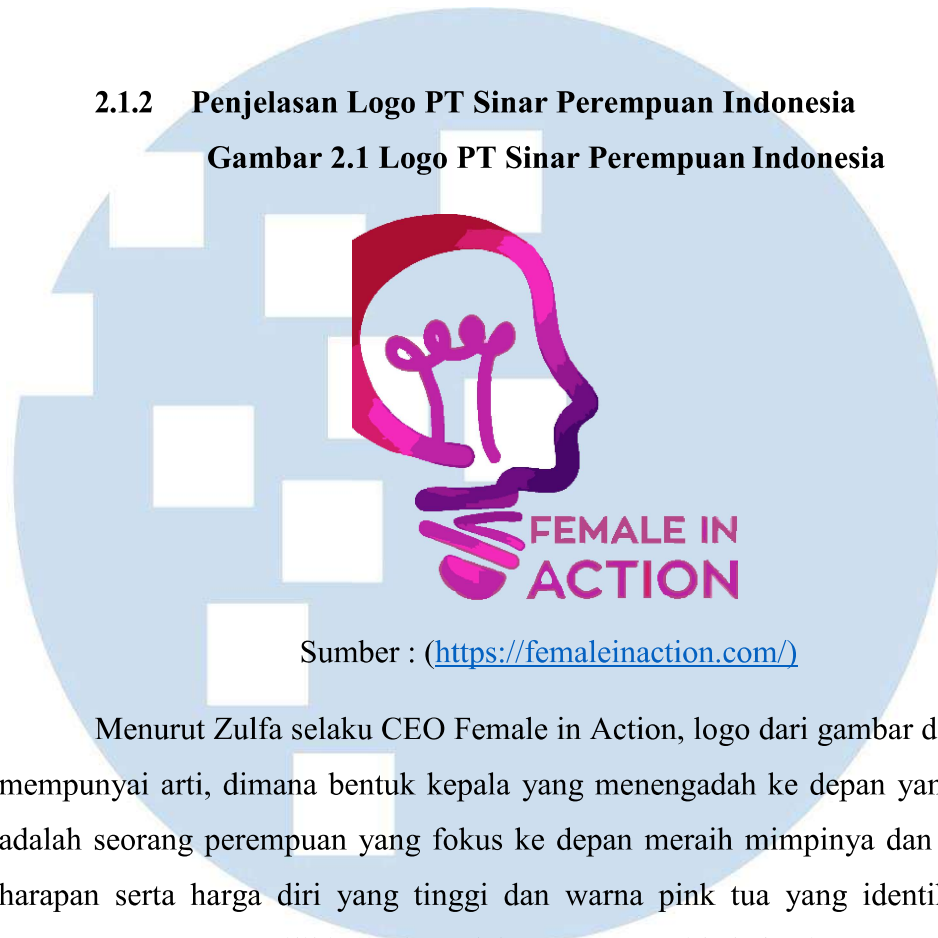 2.1.2 Penjelasan Logo PT Sinar Perempuan Indonesia
Gambar 2.1 Logo PT Sinar Perempuan Indonesia
FEMALE IN
ACTION
Sumber : (https://femaleinaction.com/)
Menurut Zulfa selaku CEO Female in Action, logo dari gambar
mempunyai arti, dimana bentuk kepala yang menengadah ke depan
adalah seorang perempuan yang fokus ke depan meraih mimpinya dan
harapan serta harga diri yang tinggi dan warna pink tua yang